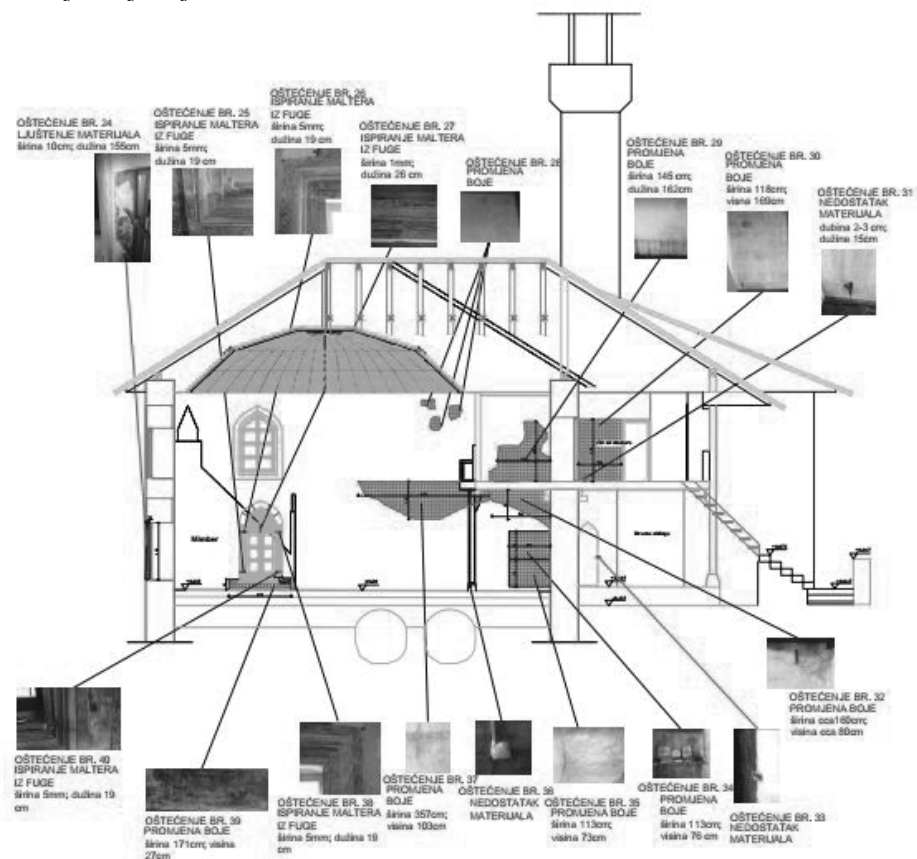 OŠTEĆENJE BR. 24
LJUŠTENJE MATERIJALA
širina 10cm; dužina 155cm
OŠTEĆENJE BR. 25
ISPIRANJE MALTERA
IZ FUGE
širina 5mm;
dužina 19 cm
OŠTEĆENJE BR. 26
ISPIRANJE MALTERA
IZ FUGE
širina 5mm;
dužina 19 cm
OŠTEĆENJE BR. 27
ISPIRANJE MALTERA
IZ FUGE
širina 1mm;
dužina 26 cm
OŠTEĆENJE BR. 28
PROMJENA
BOJE
OŠTEĆENJE BR. 29
PROMJENA
BOJE
širina 145 cm;
dužina 162cm
OŠTEĆENJE BR. 30
PROMJENA
BOJE
širina 118cm;
visna 169cm
OŠTEĆENJE BR. 31
NEDOSTATAK
MATERIJALA
dubina 2-3 cm;
dužina 15cm
Mimber
OŠTEĆENJE BR. 32
PROMJENA BOJE
širina cca160cm;
visina cca 80cm
OŠTEĆENJE BR. 40
ISPIRANJE MALTERA
IZ FUGE
širina 5mm; dužina 19
cm
OŠTEĆENJE BR. 39
PROMJENA BOJE
širina 171cm; visina
27cm
OŠTEĆENJE BR. 38
ISPIRANJE MALTERA
IZ FUGE
širina 5mm; dužina 19
cm
OŠTEĆENJE BR. 37
PROMJENA
BOJE
širina 357cm;
visina 103cm
OŠTEĆENJE BR. 36
NEDOSTATAK
MATERIJALA
OŠTEĆENJE BR. 35
PROMJENA BOJE
širina 113cm;
visina 73cm
OŠTEĆENJE BR. 34
PROMJENA
BOJE
širina 113cm;
visina 76 cm
OŠTEĆENJE BR. 33
NEDOSTATAK
MATERIJALA